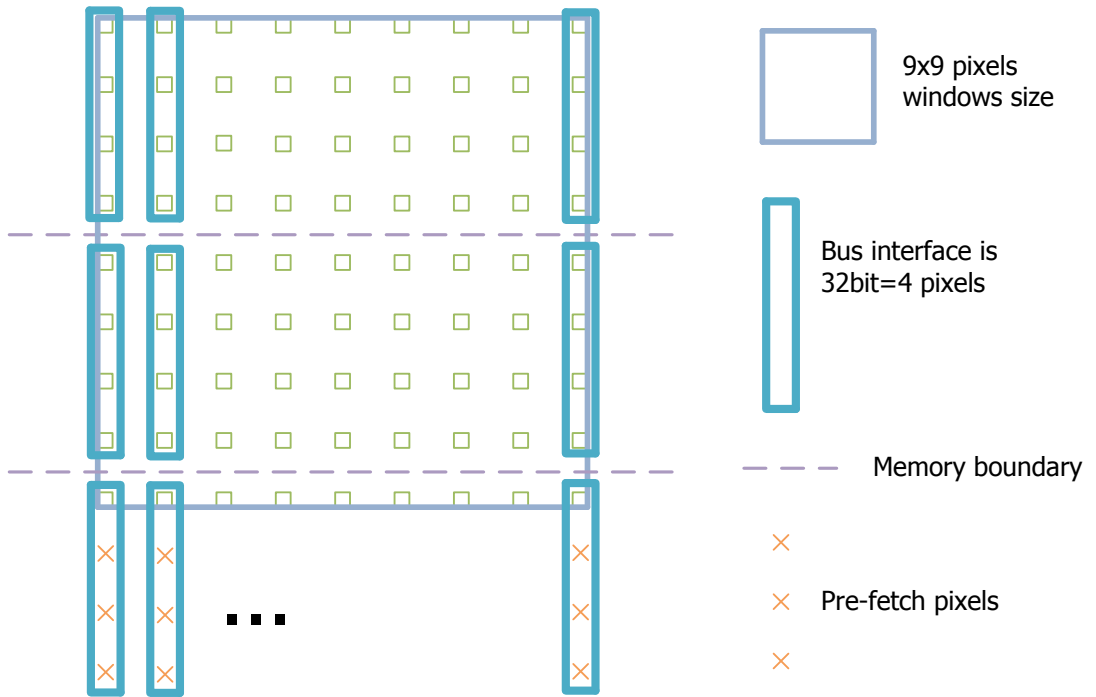 9x9 pixels
windows size
Bus interface is
32bit=4 pixels
Memory boundary
Pre-fetch pixels